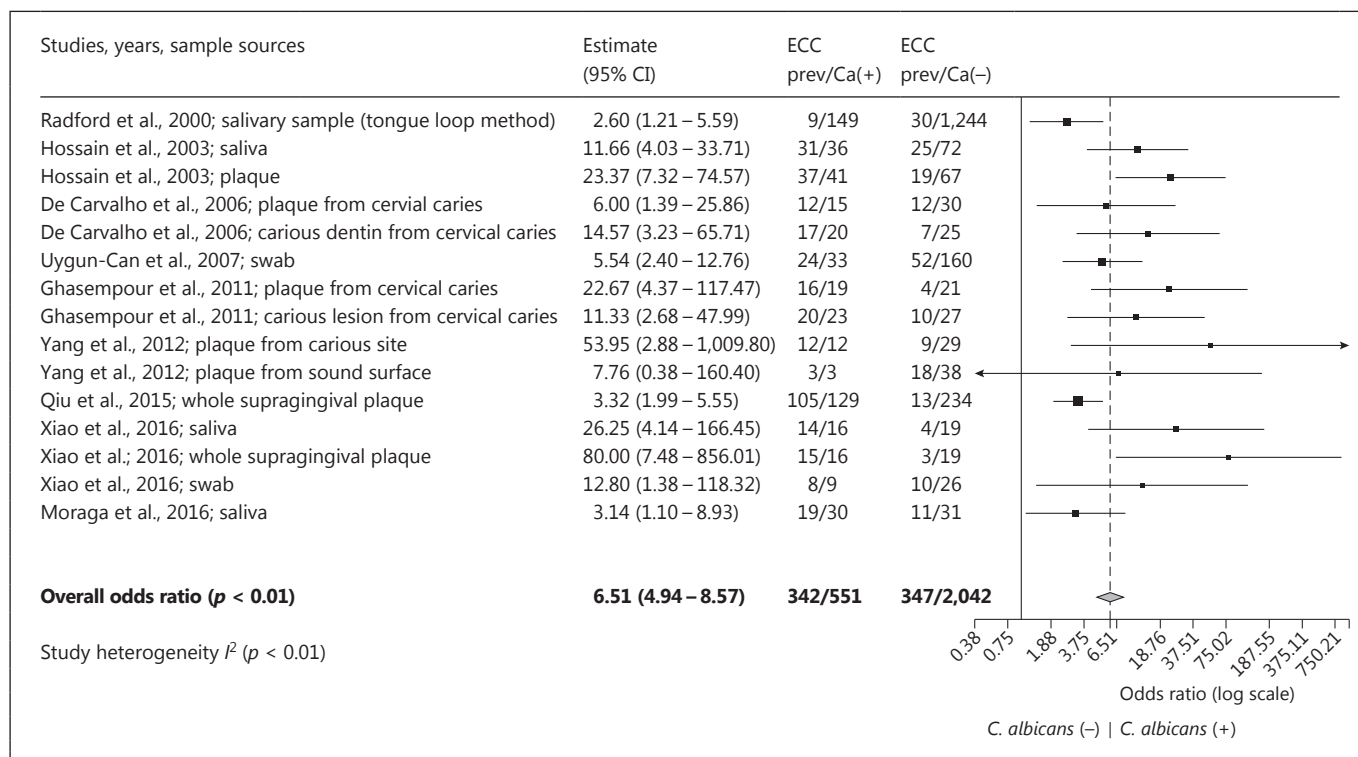 Studies, years, sample sources Estimate (95% CI) ECC prev/Ca(+) ECC prev/Ca(–)
Radford et al., 2000; salivary sample (tongue loop method) 2.60 (1.21–5.59) 9/149 30/1,244
Hossain et al., 2003; saliva 11.66 (4.03–33.71) 31/36 25/72
Hossain et al., 2003; plaque 23.37 (7.32–74.57) 37/41 19/67
De Carvalho et al., 2006; plaque from cervial caries 6.00 (1.39–25.86) 12/15 12/30
De Carvalho et al., 2006; carious dentin from cervical caries 14.57 (3.23–65.71) 17/20 7/25
Uygun-Can et al., 2007; swab 5.54 (2.40–12.76) 24/33 52/160
Ghasempour et al., 2011; plaque from cervical caries 22.67 (4.37–117.47) 16/19 4/21
Ghasempour et al., 2011; carious lesion from cervical caries 11.33 (2.68–47.99) 20/23 10/27
Yang et al., 2012; plaque from carious site 53.95 (2.88–1,009.80) 12/12 9/29
Yang et al., 2012; plaque from sound surface 7.76 (0.38–160.40) 3/3 18/38
Qiu et al., 2015; whole supragingival plaque 3.32 (1.99–5.55) 105/129 13/234
Xiao et al., 2016; saliva 26.25 (4.14–166.45) 14/16 4/19
Xiao et al.; 2016; whole supragingival plaque 80.00 (7.48–856.01) 15/16 3/19
Xiao et al., 2016; swab 12.80 (1.38–118.32) 8/9 10/26
Moraga et al., 2016; saliva 3.14 (1.10–8.93) 19/30 11/31
Overall odds ratio (p < 0.01) 6.51 (4.94–8.57) 342/551 347/2,042
Study heterogeneity I² (p < 0.01)
0.38 0.75 1.88 3.75 6.51 18.76 37.51 75.02 187.55 375.11 750.21
Odds ratio (log scale)
C. albicans (–) | C. albicans (+)